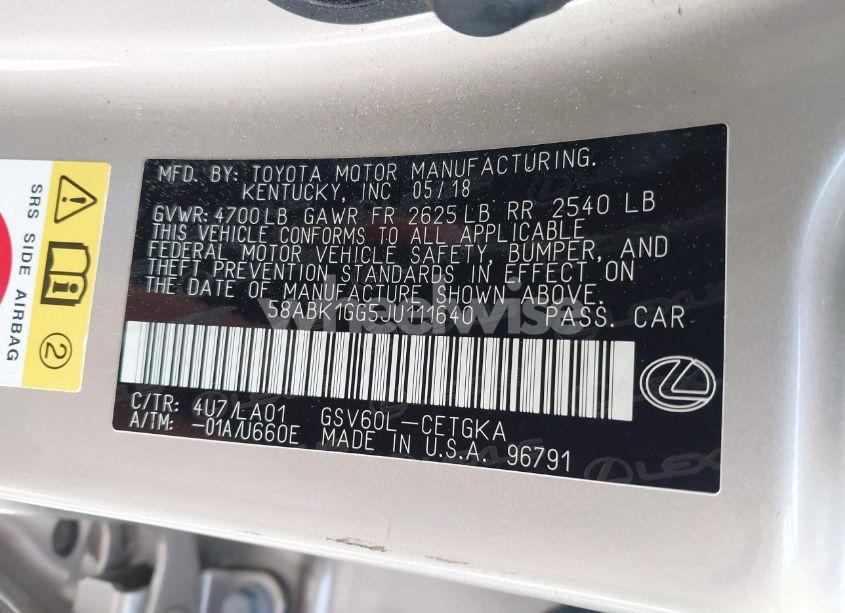 MFD. BY: TOYOTA MOTOR MANUFACTURING.
KENTUCKY, INC 05/18
GVWR: 4700LB GAWR FR 2625LB RR 2540 LB
THIS VEHICLE CONFORMS TO ALL APPLICABLE
FEDERAL MOTOR VEHICLE SAFETY, BUMPER, AND
THEFT PREVENTION STANDARDS IN EFFECT ON
THE DATE OF MANUFACTURE SHOWN ABOVE.
58ABK1GG5JU111640 PASS. CAR
C/TR: 4U7/LA01 GSV60L-CETGKA
A/TM: -01A/U660E MADE IN U.S.A. 96791
SRS SIDE AIRBAG
2
wheelwise
LEXUS